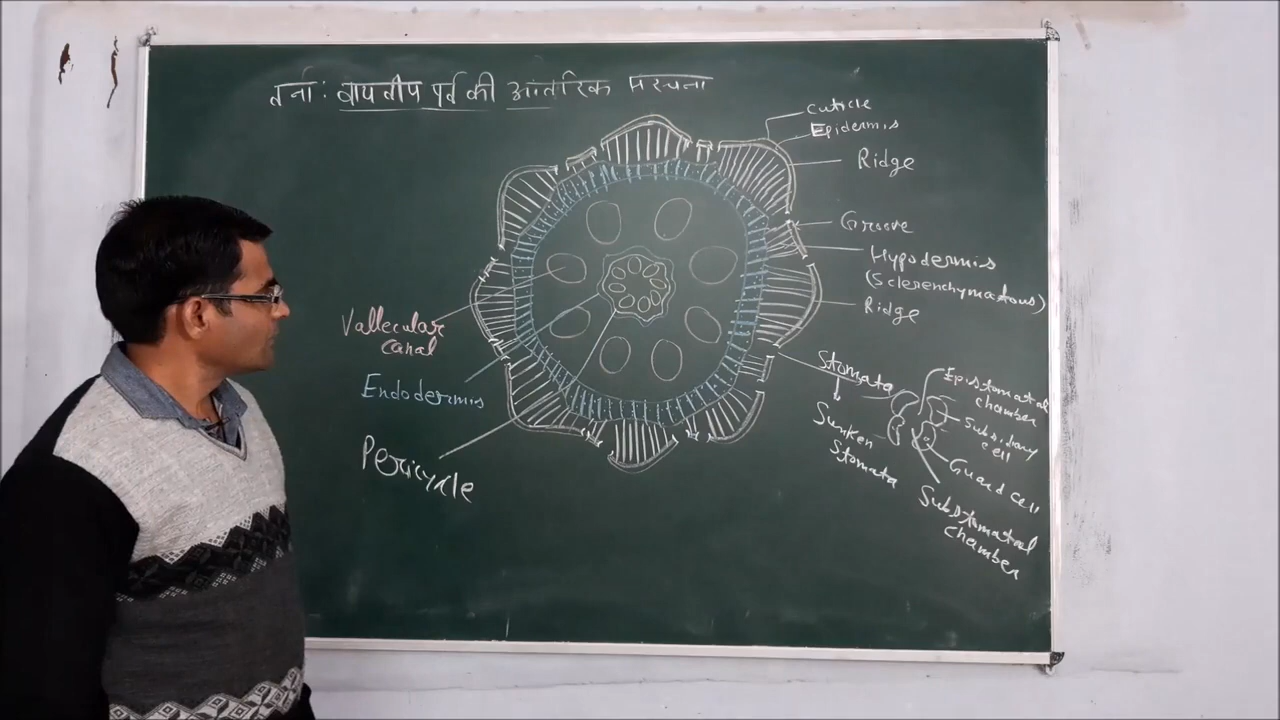 तना: वायवीय पर्व की आंतरिक संरचना
Cuticle
Epidermis
Ridge
Groove
Hypodermis
(Sclerenchymatous)
Ridge
Vallecular
Canal
Endodermis
Pericycle
Stomata
Sunken
Stomata
Epistomatal
chamber
Subsidiary
cell
Guard cell
Substomatal
chamber